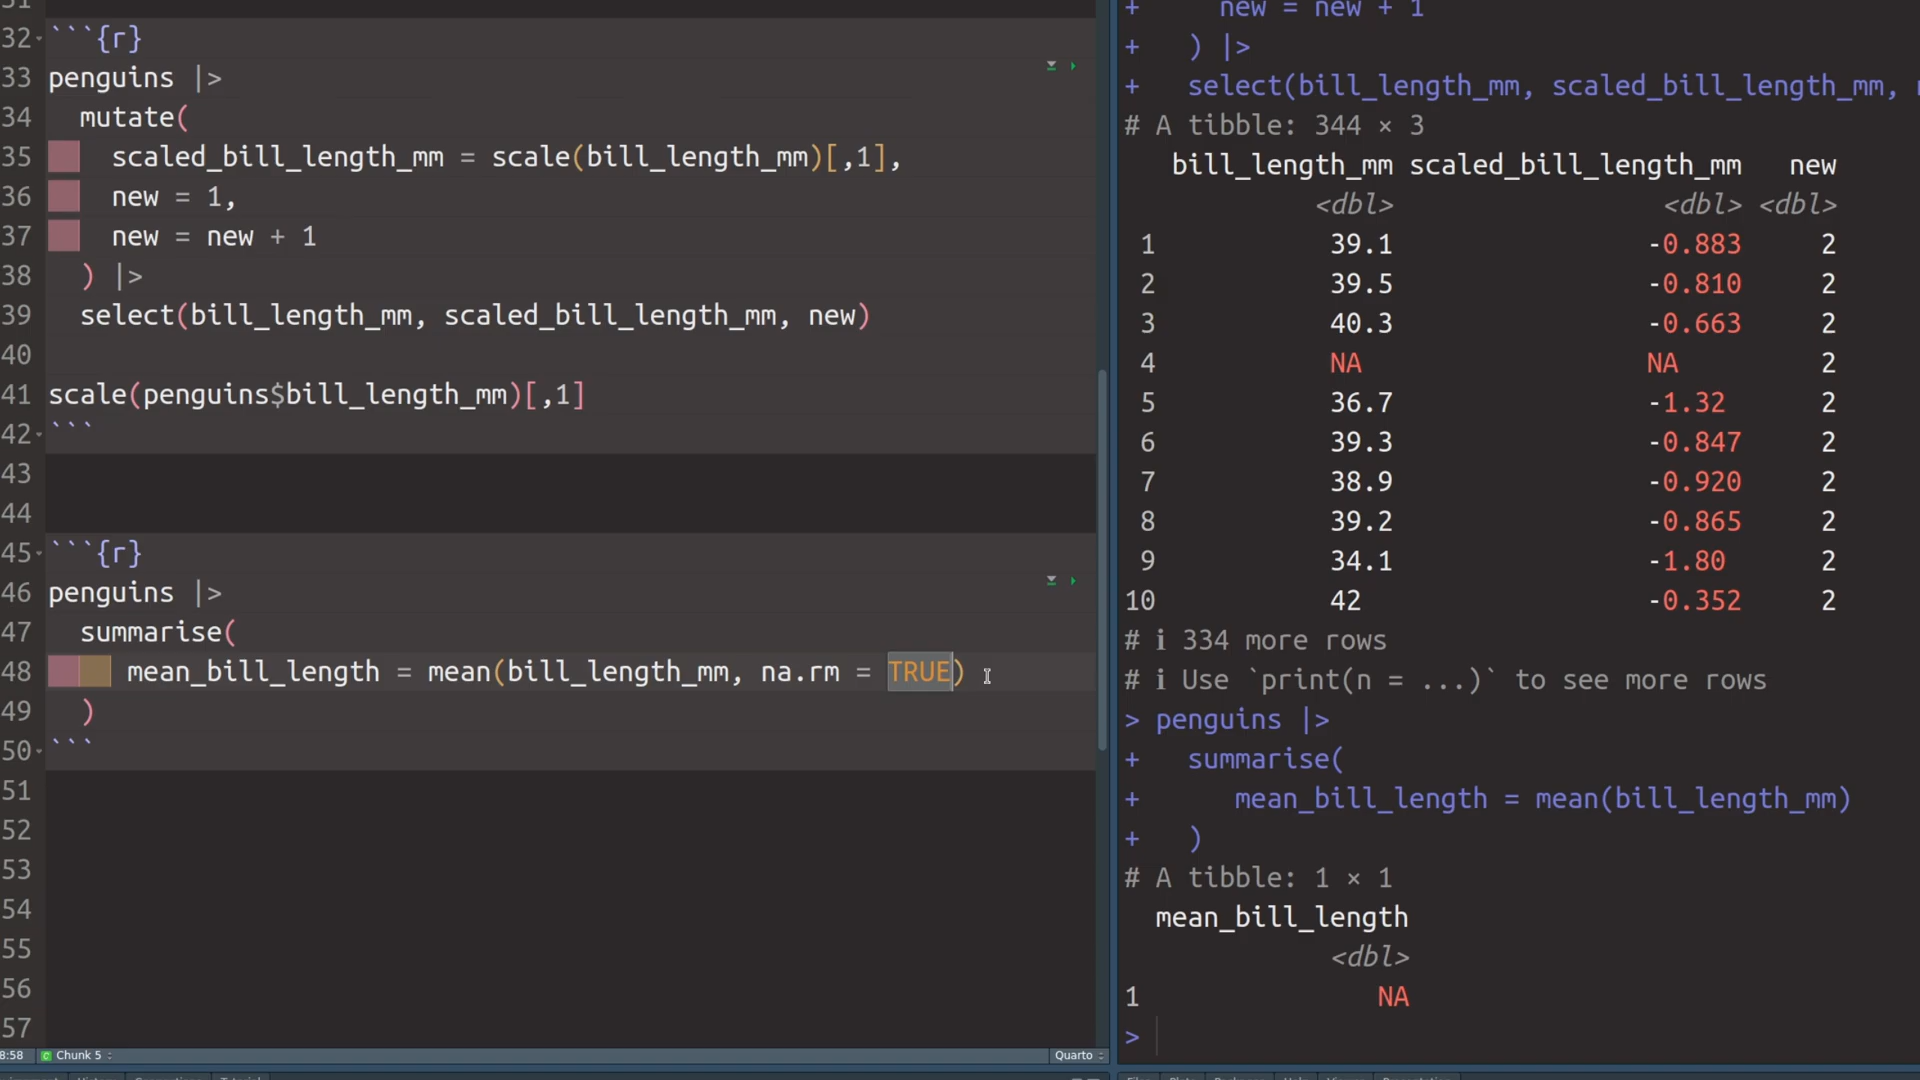 31
32 ```{r}
33 penguins |>
34   mutate(
35     scaled_bill_length_mm = scale(bill_length_mm)[,1],
36     new = 1,
37     new = new + 1
38   ) |>
39   select(bill_length_mm, scaled_bill_length_mm, new)
40
41 scale(penguins$bill_length_mm)[,1]
42 ```
43
44
45 ```{r}
46 penguins |>
47   summarise(
48      mean_bill_length = mean(bill_length_mm, na.rm = TRUE)
49   )
50 ```
51
52
53
54
55
56
57
8:58 Chunk 5
Quarto
+     new = new + 1
+   ) |>
+   select(bill_length_mm, scaled_bill_length_mm,
# A tibble: 344 × 3
   bill_length_mm scaled_bill_length_mm   new
            <dbl>                 <dbl> <dbl>
 1           39.1                -0.883     2
 2           39.5                -0.810     2
 3           40.3                -0.663     2
 4           NA                  NA         2
 5           36.7                -1.32      2
 6           39.3                -0.847     2
 7           38.9                -0.920     2
 8           39.2                -0.865     2
 9           34.1                -1.80      2
10           42                  -0.352     2
# ℹ 334 more rows
# ℹ Use `print(n = ...)` to see more rows
> penguins |>
+   summarise(
+      mean_bill_length = mean(bill_length_mm)
+   )
# A tibble: 1 × 1
  mean_bill_length
             <dbl>
1               NA
>